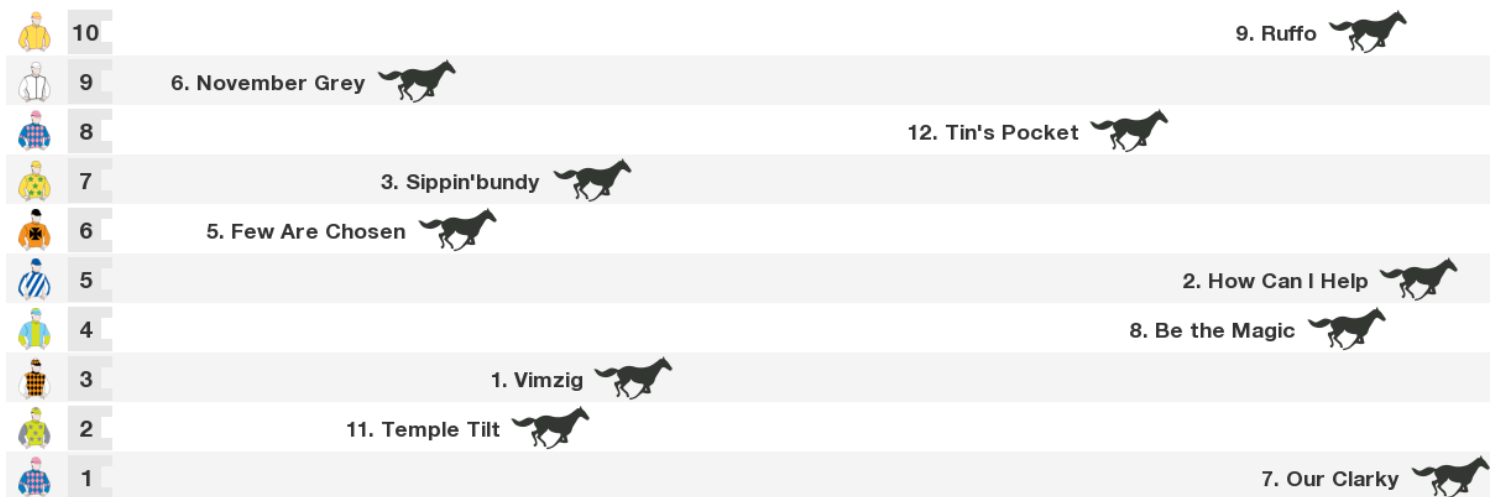 10 9. Ruffo
9 6. November Grey
8 12. Tin's Pocket
7 3. Sippin'bundy
6 5. Few Are Chosen
5 2. How Can I Help
4 8. Be the Magic
3 1. Vimzig
2 11. Temple Tilt
1 7. Our Clarky